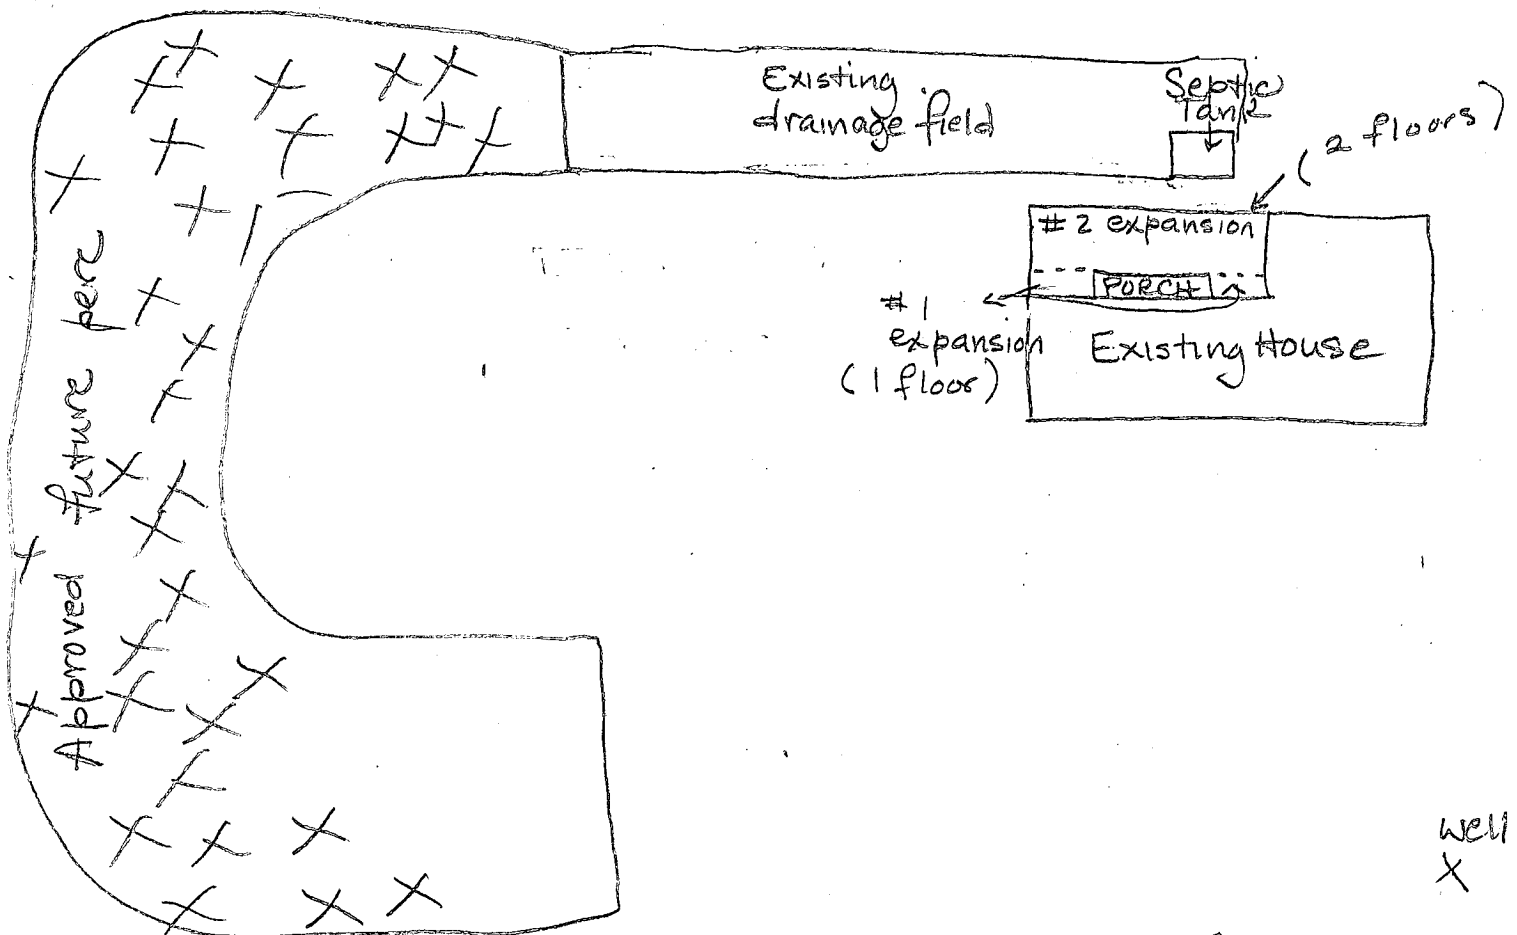 Existing
drainage field
Septic
Tank
(2 floors)
# 2 expansion
PORCH
# 1
expansion
(1 floor)
Existing House
Approved future here
well
X